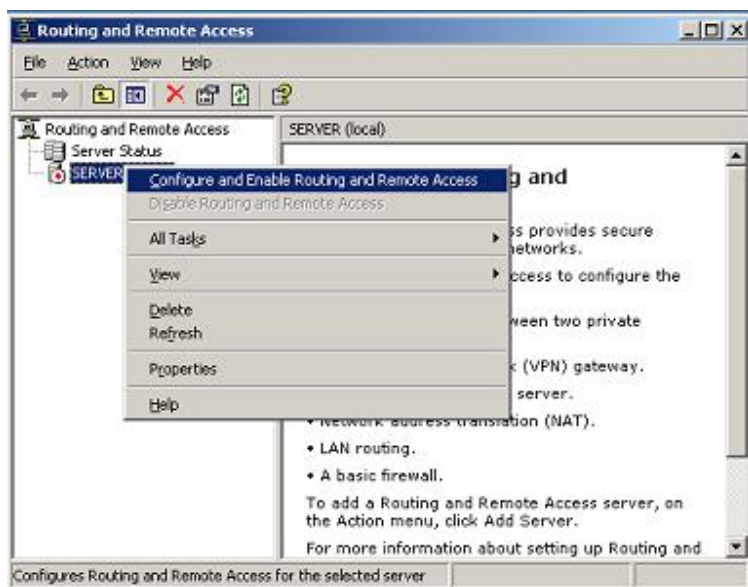 Routing and Remote Access
File Action View Help
Routing and Remote Access
Server Status
SERVER
SERVER (local)
Configure and Enable Routing and Remote Access
Disable Routing and Remote Access
All Tasks
View
Delete
Refresh
Properties
Help
g and
ss provides secure
networks.
ccess to configure the
ween two private
(VPN) gateway.
server.
• Network address translation (NAT).
• LAN routing.
• A basic firewall.
To add a Routing and Remote Access server, on
the Action menu, click Add Server.
For more information about setting up Routing and
Configures Routing and Remote Access for the selected server